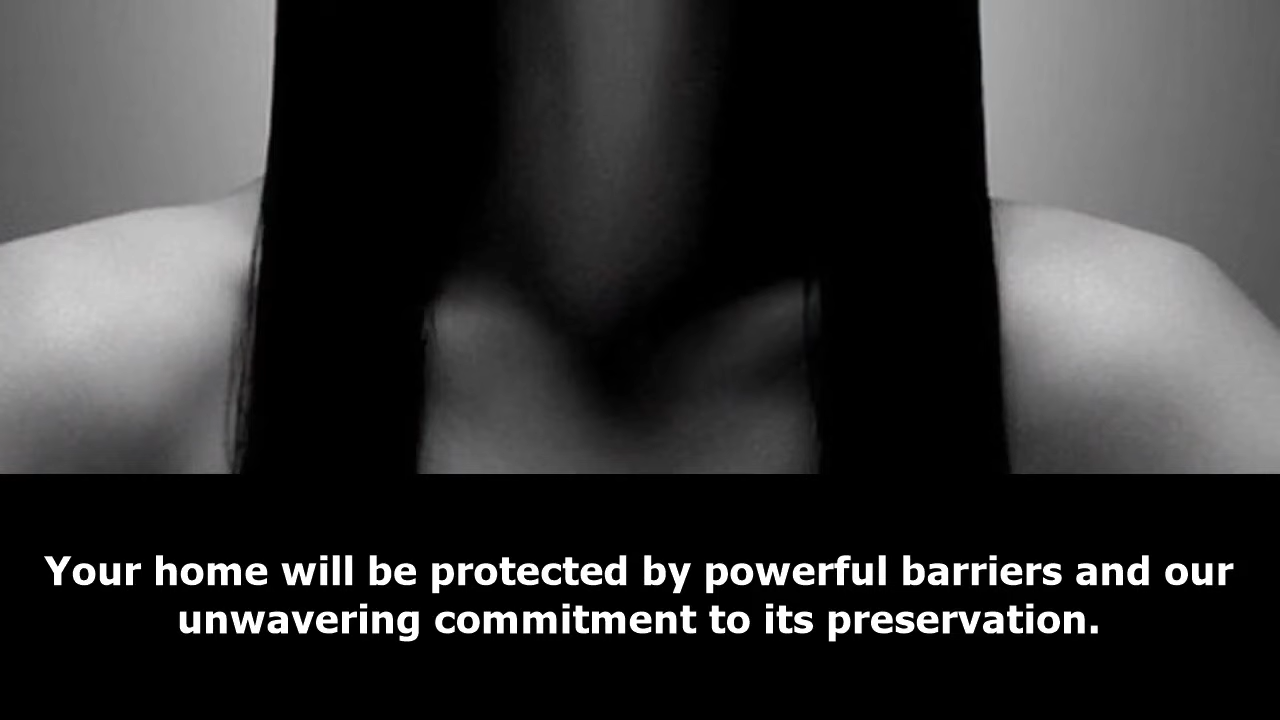 Your home will be protected by powerful barriers and our
unwavering commitment to its preservation.